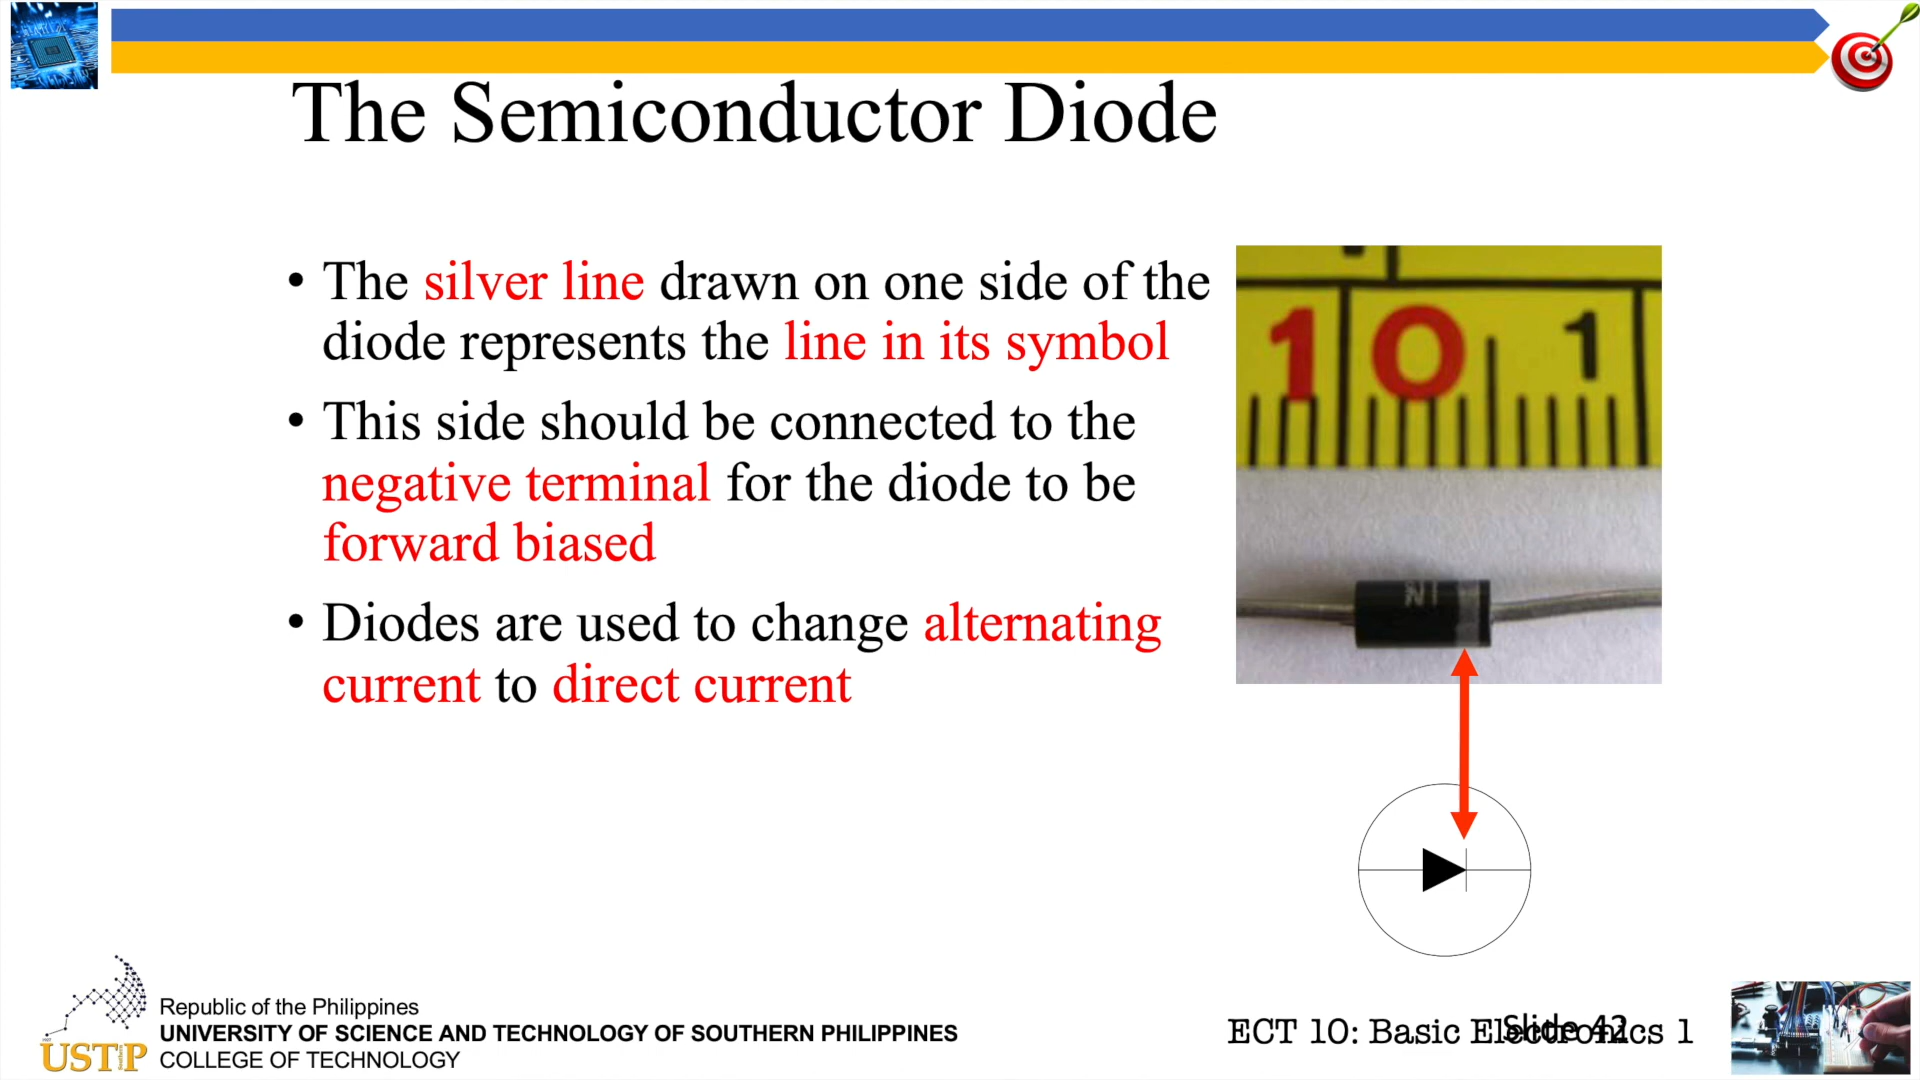 The Semiconductor Diode
• The silver line drawn on one side of the
diode represents the line in its symbol
• This side should be connected to the
negative terminal for the diode to be
forward biased
• Diodes are used to change alternating
current to direct current
10 1
Republic of the Philippines
UNIVERSITY OF SCIENCE AND TECHNOLOGY OF SOUTHERN PHILIPPINES
USTP COLLEGE OF TECHNOLOGY
ECT 10: Basic Electronics 1
Slide 42